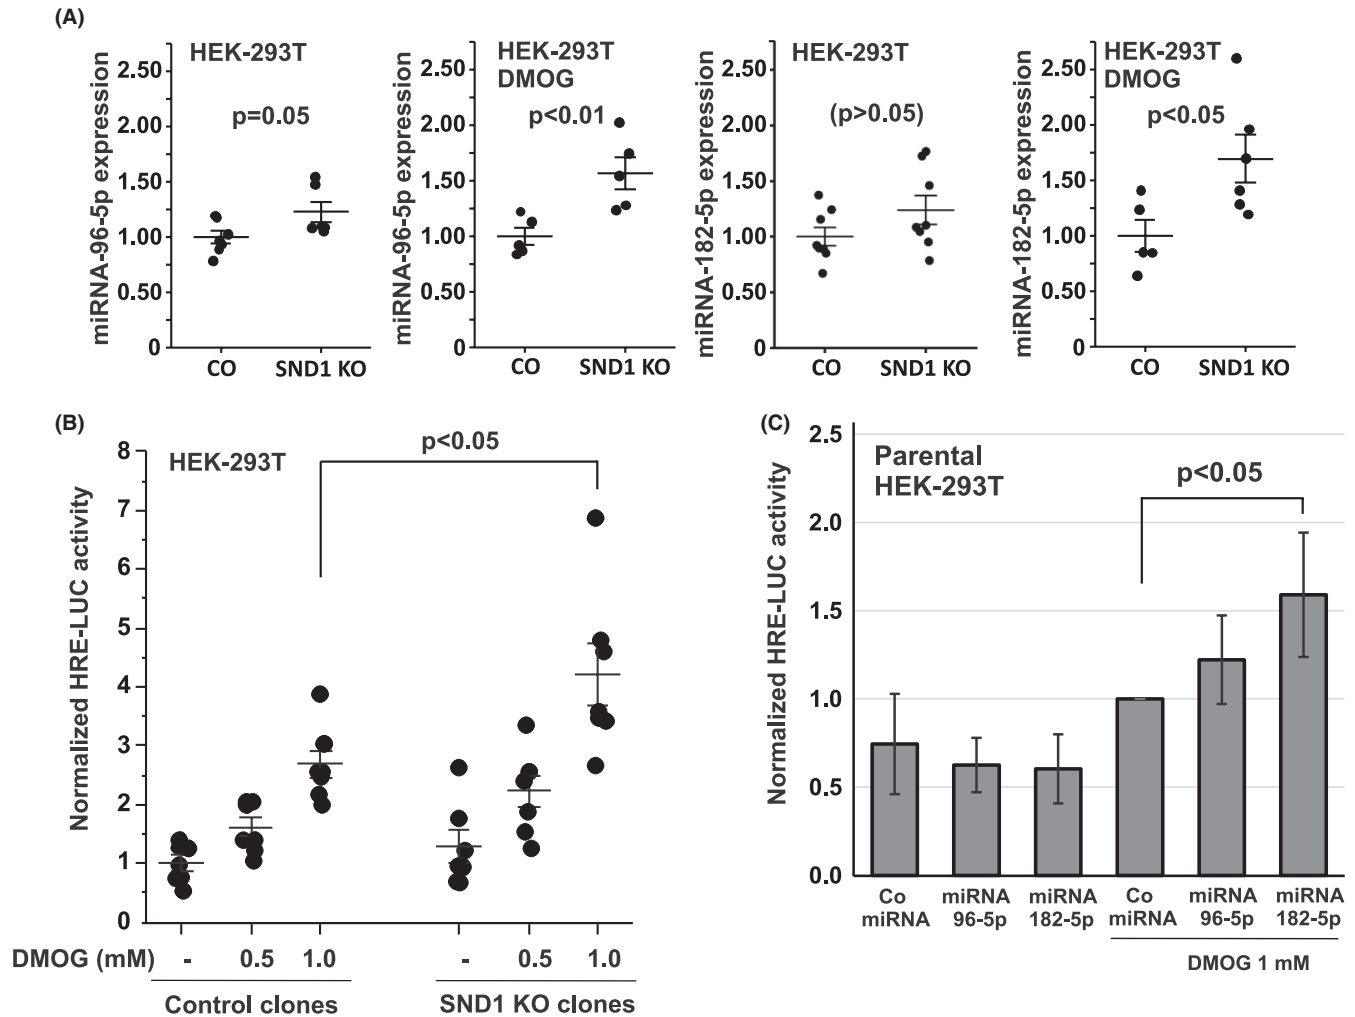 (A)
HEK-293T
p=0.05
miRNA-96-5p expression
2.50
2.00
1.50
1.00
0.50
0
CO SND1 KO
HEK-293T
DMOG
p<0.01
miRNA-96-5p expression
2.50
2.00
1.50
1.00
0.50
0
CO SND1 KO
HEK-293T
(p>0.05)
miRNA-182-5p expression
2.50
2.00
1.50
1.00
0.50
0
CO SND1 KO
HEK-293T
DMOG
p<0.05
miRNA-182-5p expression
2.50
2.00
1.50
1.00
0.50
0
CO SND1 KO
(B)
HEK-293T
p<0.05
Normalized HRE-LUC activity
8
7
6
5
4
3
2
1
0
DMOG (mM) - 0.5 1.0 - 0.5 1.0
Control clones SND1 KO clones
(C)
Parental
HEK-293T
p<0.05
Normalized HRE-LUC activity
2.5
2.0
1.5
1.0
0.5
0.0
Co miRNA miRNA Co miRNA miRNA
miRNA 96-5p 182-5p miRNA 96-5p 182-5p
DMOG 1 mM